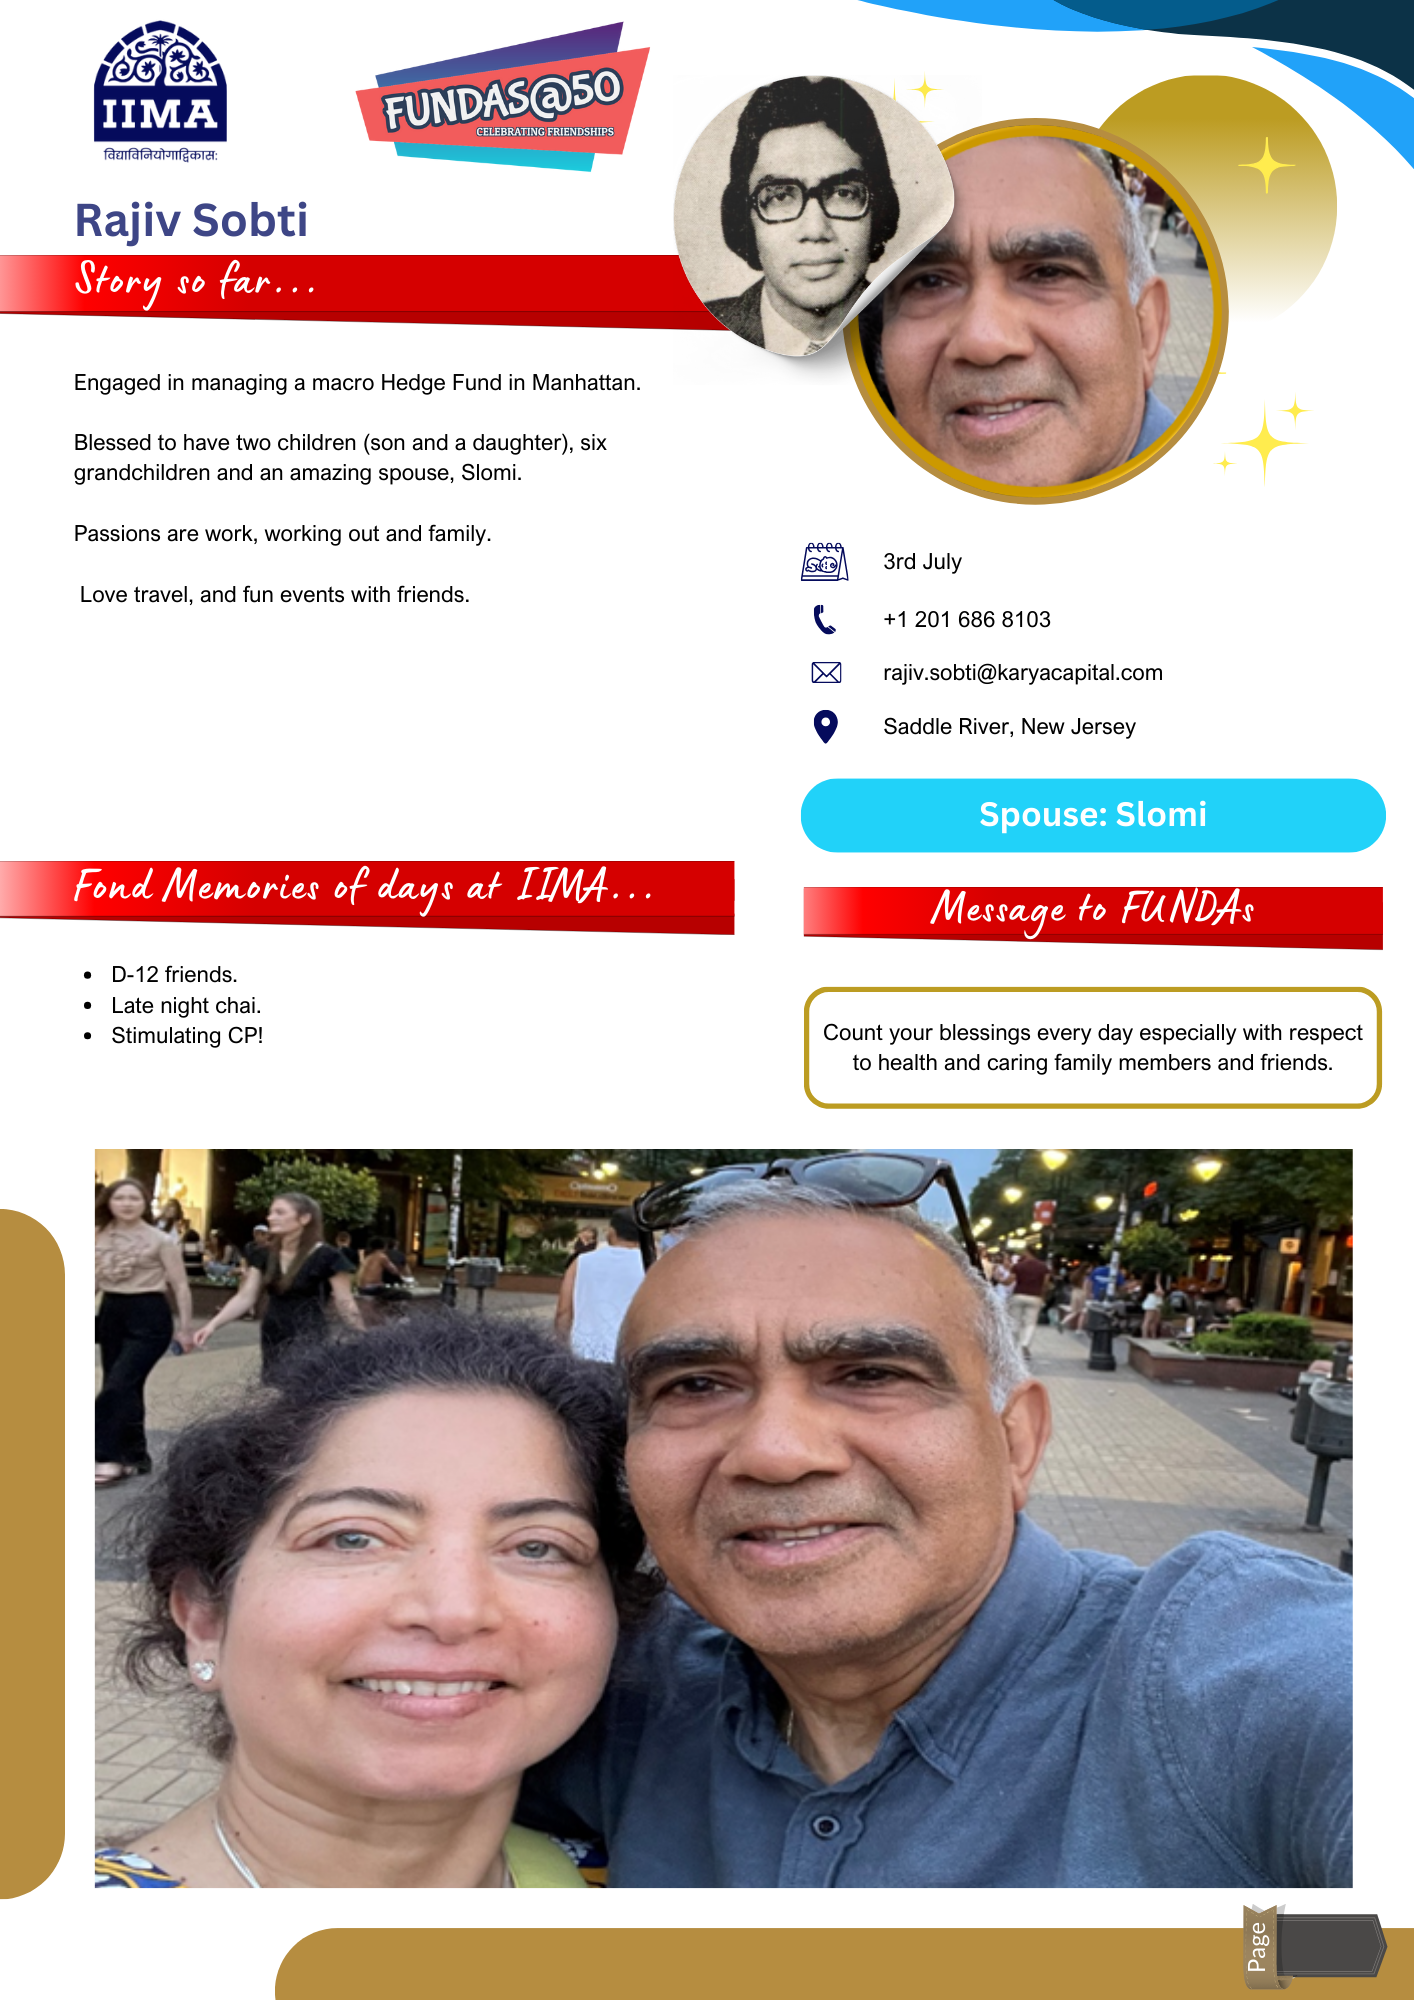 IIMA
विद्याविनियोगाद्विकास:
FUNDAS@50
CELEBRATING FRIENDSHIPS
Rajiv Sobti
Story so far...
Engaged in managing a macro Hedge Fund in Manhattan.
Blessed to have two children (son and a daughter), six
grandchildren and an amazing spouse, Slomi.
Passions are work, working out and family.
Love travel, and fun events with friends.
3rd July
+1 201 686 8103
rajiv.sobti@karyacapital.com
Saddle River, New Jersey
Spouse: Slomi
Fond Memories of days at IIMA...
• D-12 friends.
• Late night chai.
• Stimulating CP!
Message to FUNDAs
Count your blessings every day especially with respect
to health and caring family members and friends.
Page